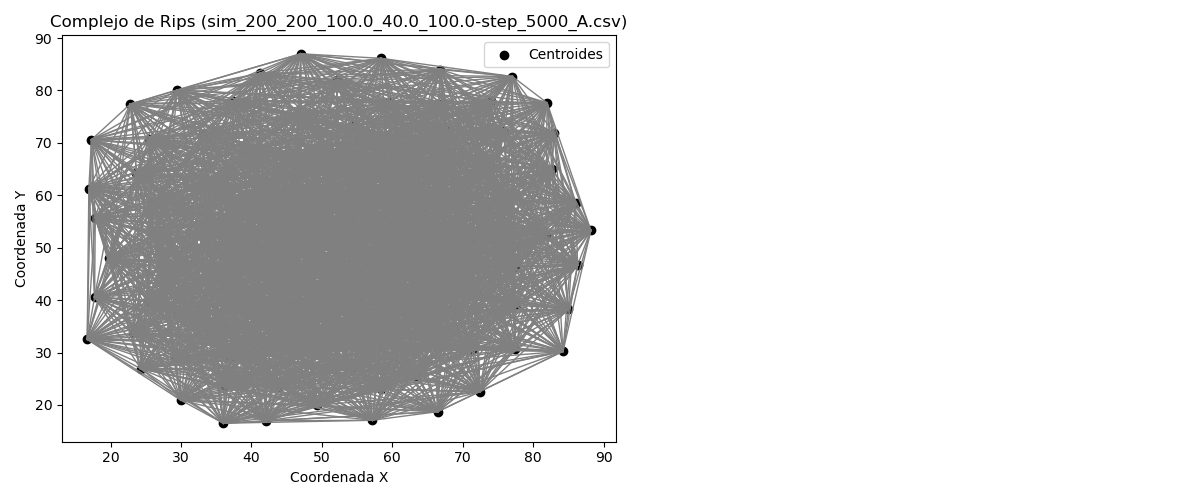 Complejo de Rips (sim_200_200_100.0_40.0_100.0-step_5000_A.csv)
Centroides
90
80
70
60
50
40
30
20
Coordenada Y
20 30 40 50 60 70 80 90
Coordenada X